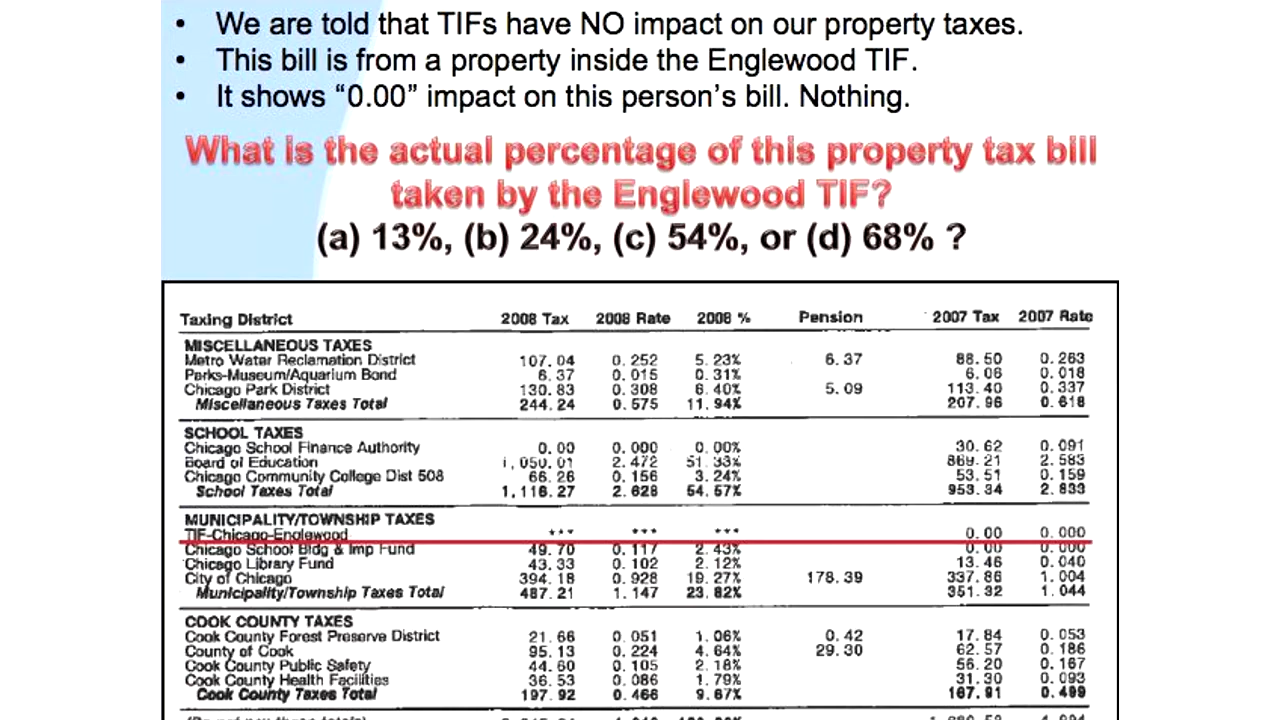 • We are told that TIFs have NO impact on our property taxes.
• This bill is from a property inside the Englewood TIF.
• It shows “0.00” impact on this person’s bill. Nothing.
What is the actual percentage of this property tax bill
taken by the Englewood TIF?
(a) 13%, (b) 24%, (c) 54%, or (d) 68% ?
Taxing District 2008 Tax 2008 Rate 2008 % Pension 2007 Tax 2007 Rate
MISCELLANEOUS TAXES
Metro Water Reclamation District 107.04 0.252 5.23% 6.37 88.50 0.263
Parks-Museum/Aquarium Bond 6.37 0.015 0.31% 6.06 0.018
Chicago Park District 130.83 0.308 6.40% 5.09 113.40 0.337
Miscellaneous Taxes Total 244.24 0.575 11.94% 207.96 0.618
SCHOOL TAXES
Chicago School Finance Authority 0.00 0.000 0.00% 30.62 0.091
Board of Education 1,050.01 2.472 51.33% 869.21 2.583
Chicago Community College Dist 508 66.26 0.156 3.24% 53.51 0.159
School Taxes Total 1,116.27 2.628 54.57% 953.34 2.833
MUNICIPALITY/TOWNSHIP TAXES
TIF-Chicago-Englewood *** *** *** 0.00 0.000
Chicago School Bldg & Imp Fund 49.70 0.117 2.43% 0.00 0.000
Chicago Library Fund 43.33 0.102 2.12% 13.46 0.040
City of Chicago 394.18 0.928 19.27% 178.39 337.86 1.004
Municipality/Township Taxes Total 487.21 1.147 23.82% 351.32 1.044
COOK COUNTY TAXES
Cook County Forest Preserve District 21.66 0.051 1.06% 0.42 17.84 0.053
County of Cook 95.13 0.224 4.64% 29.30 62.57 0.186
Cook County Public Safety 44.60 0.105 2.18% 56.20 0.167
Cook County Health Facilities 36.53 0.086 1.79% 31.30 0.093
Cook County Taxes Total 197.92 0.466 9.67% 167.91 0.499